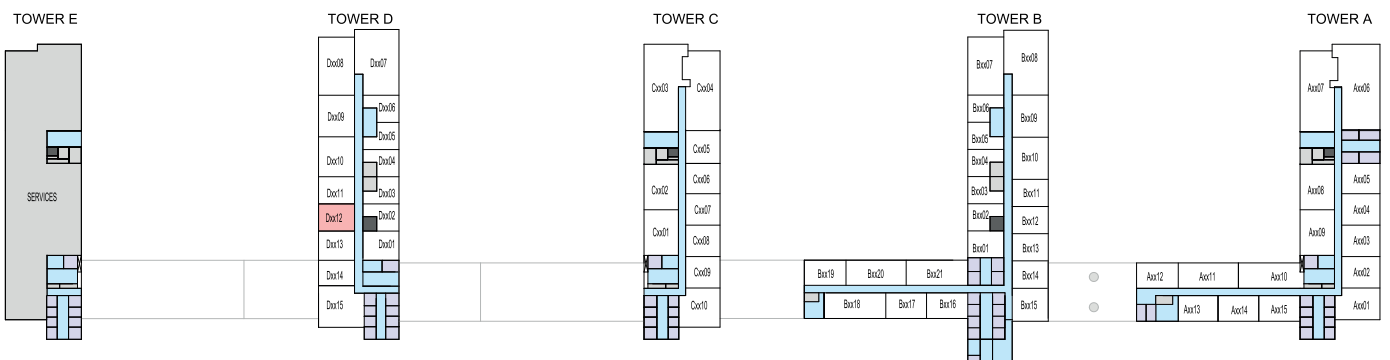 TOWER E
TOWER D
TOWER C
TOWER B
TOWER A
SERVICES
Dxx08
Dxx07
Dxx09
Dxx06
Dxx05
Dxx10
Dxx04
Dxx11
Dxx03
Dxx12
Dxx02
Dxx13
Dxx01
Dxx14
Dxx15
Cxx03
Cxx04
Cxx05
Cxx06
Cxx02
Cxx07
Cxx01
Cxx08
Cxx09
Cxx10
Bxx07
Bxx08
Bxx06
Bxx09
Bxx05
Bxx04
Bxx10
Bxx03
Bxx11
Bxx02
Bxx12
Bxx01
Bxx13
Bxx19
Bxx20
Bxx21
Bxx14
Bxx18
Bxx17
Bxx16
Bxx15
Axx07
Axx06
Axx05
Axx08
Axx04
Axx09
Axx03
Axx12
Axx11
Axx10
Axx02
Axx13
Axx14
Axx15
Axx01